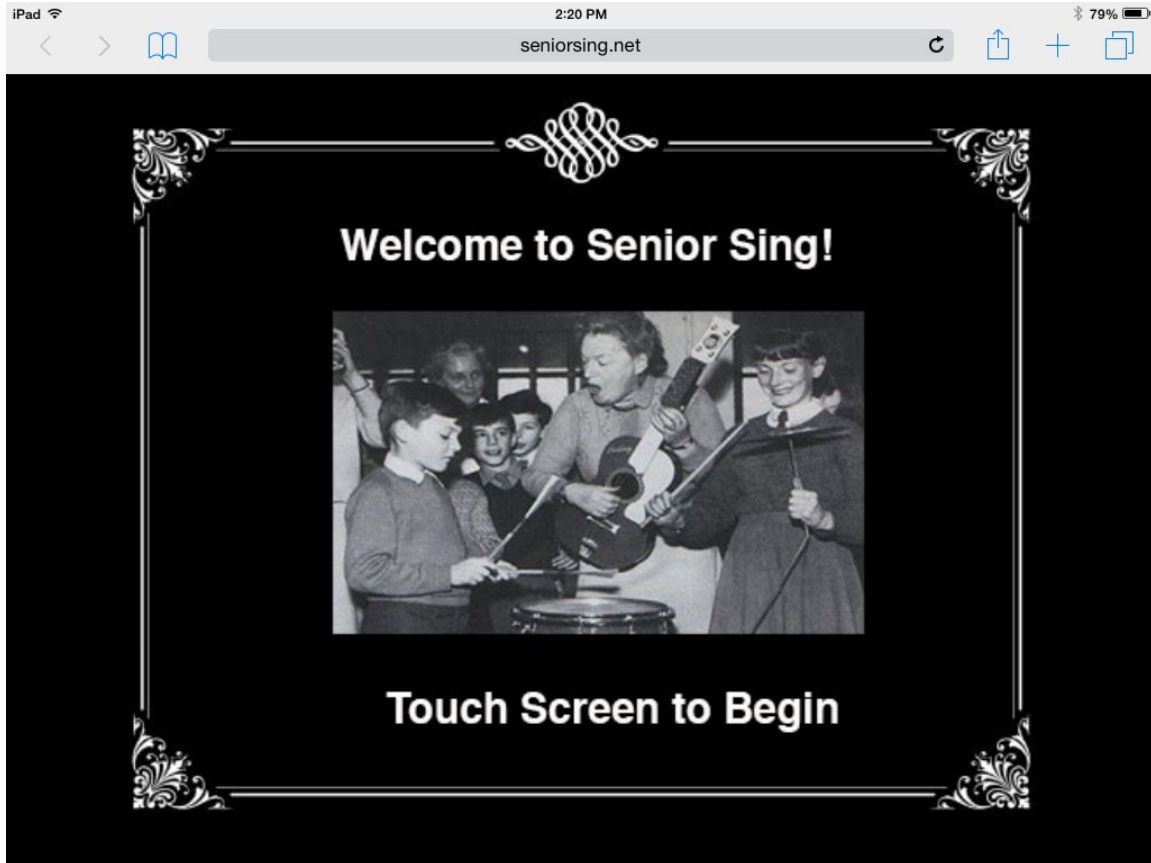 iPad 2:20 PM 79%
seniorsing.net
Welcome to Senior Sing!
Touch Screen to Begin